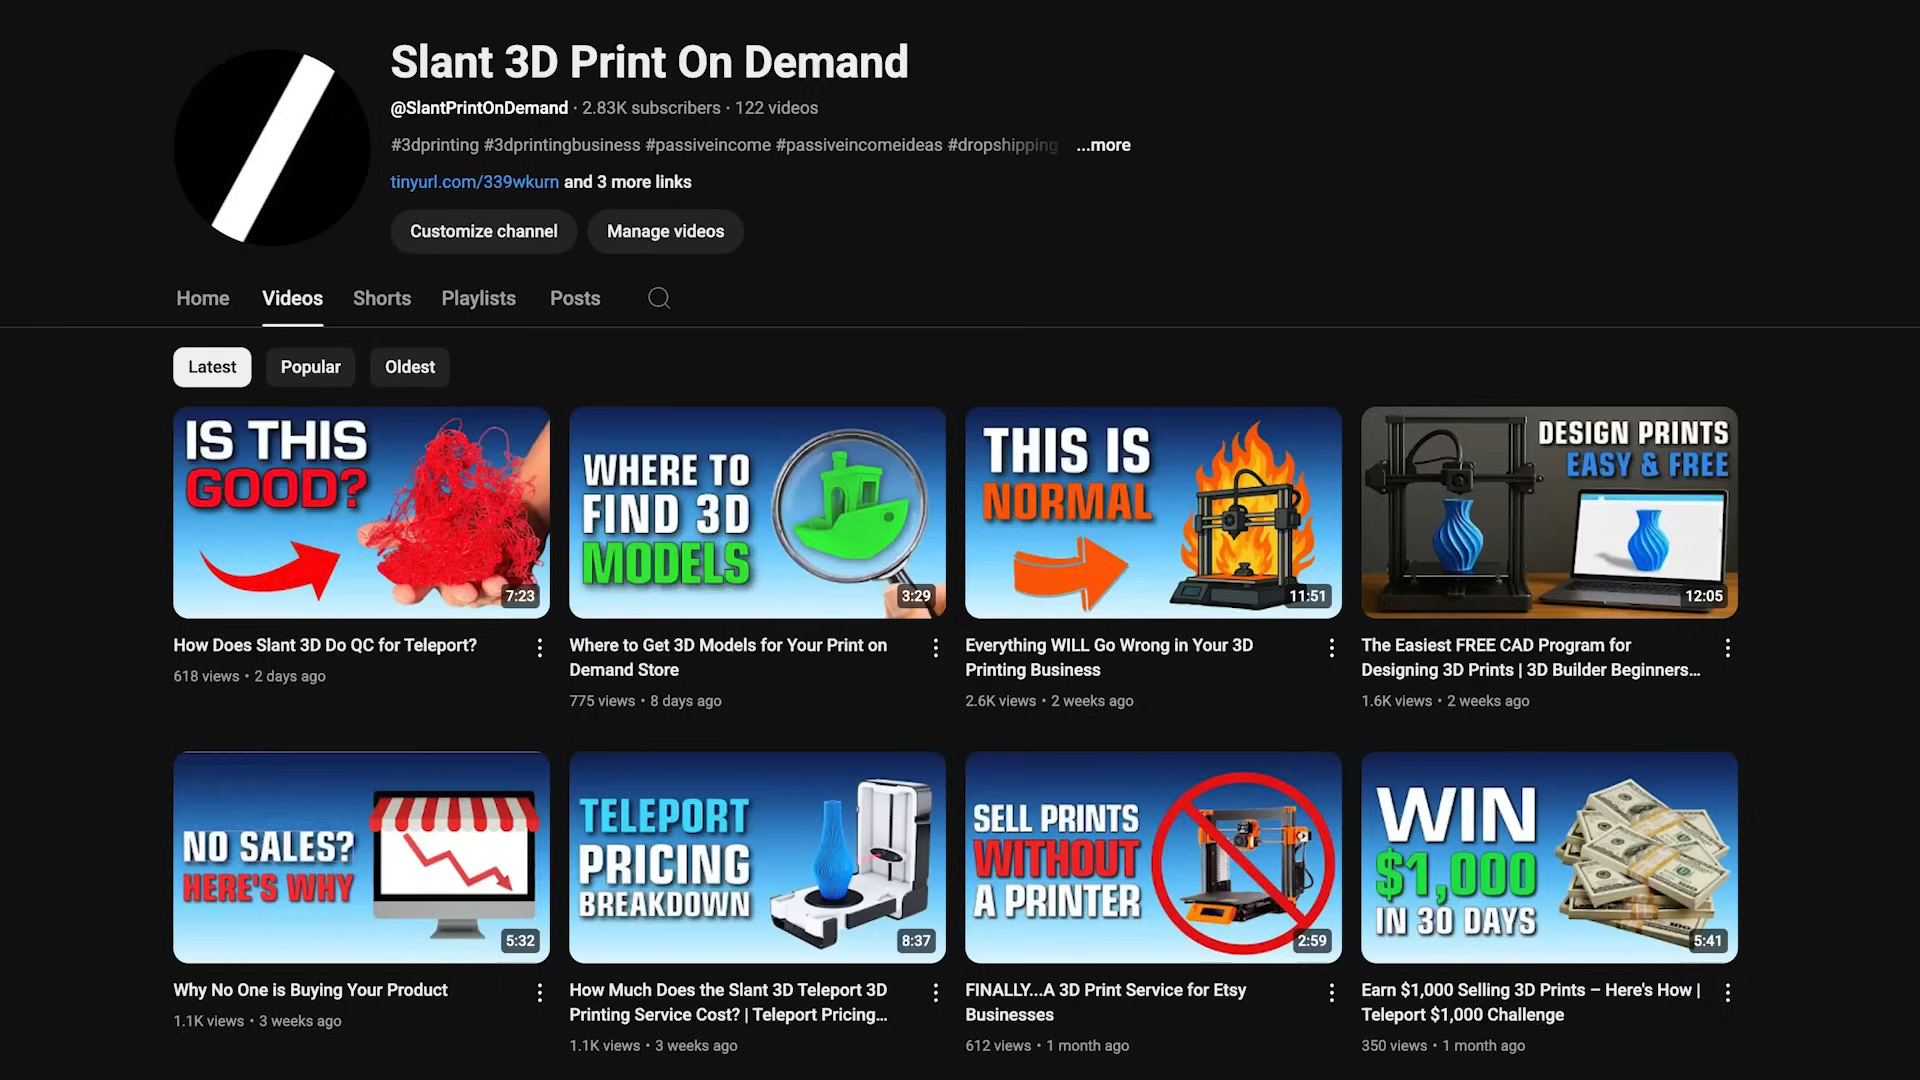 Slant 3D Print On Demand
@SlantPrintOnDemand · 2.83K subscribers · 122 videos
#3dprinting #3dprintingbusiness #passiveincome #passiveincomeideas #dropshipping ...more
tinyurl.com/339wkurn and 3 more links
Customize channel Manage videos
Home Videos Shorts Playlists Posts
Latest Popular Oldest
IS THIS
GOOD?
7:23
WHERE TO
FIND 3D
MODELS
3:29
THIS IS
NORMAL
11:51
DESIGN PRINTS
EASY & FREE
12:05
How Does Slant 3D Do QC for Teleport?
618 views • 2 days ago
Where to Get 3D Models for Your Print on
Demand Store
775 views • 8 days ago
Everything WILL Go Wrong in Your 3D
Printing Business
2.6K views • 2 weeks ago
The Easiest FREE CAD Program for
Designing 3D Prints | 3D Builder Beginners...
1.6K views • 2 weeks ago
NO SALES?
HERE'S WHY
5:32
TELEPORT
PRICING
BREAKDOWN
8:37
SELL PRINTS
WITHOUT
A PRINTER
2:59
WIN
$1,000
IN 30 DAYS
5:41
Why No One is Buying Your Product
1.1K views • 3 weeks ago
How Much Does the Slant 3D Teleport 3D
Printing Service Cost? | Teleport Pricing...
1.1K views • 3 weeks ago
FINALLY...A 3D Print Service for Etsy
Businesses
612 views • 1 month ago
Earn $1,000 Selling 3D Prints – Here's How |
Teleport $1,000 Challenge
350 views • 1 month ago